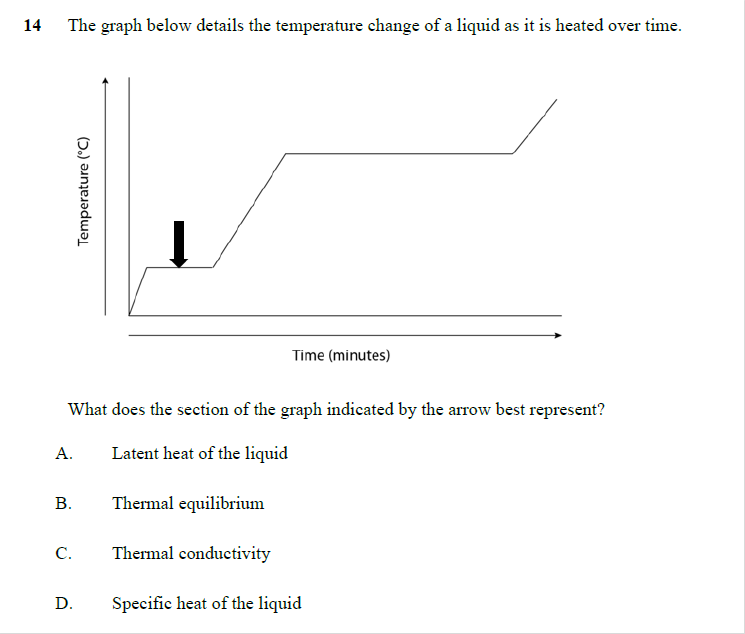 14 The graph below details the temperature change of a liquid as it is heated over time.
Temperature (°C)
Time (minutes)
What does the section of the graph indicated by the arrow best represent?
A. Latent heat of the liquid
B. Thermal equilibrium
C. Thermal conductivity
D. Specific heat of the liquid